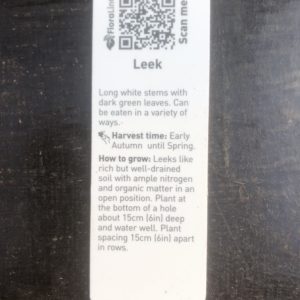 FloraLine
Scan me
Leek
Long white stems with
dark green leaves. Can
be eaten in a variety of
ways.
Harvest time: Early
Autumn until Spring.
How to grow: Leeks like
rich but well-drained
soil with ample nitrogen
and organic matter in an
open position. Plant at
the bottom of a hole
about 15cm (6in) deep
and water well. Plant
spacing 15cm (6in) apart
in rows.